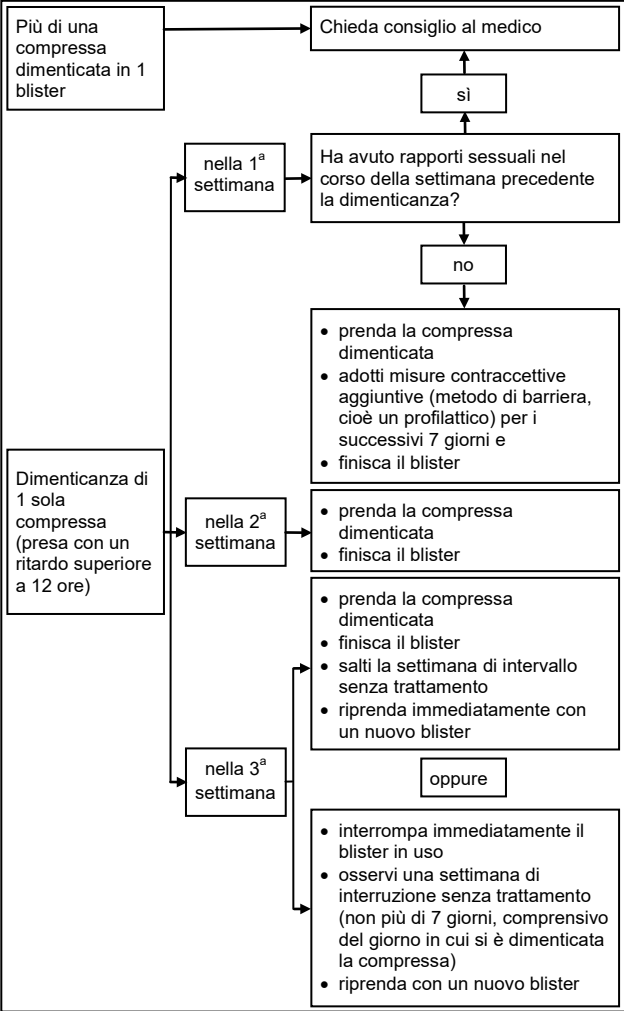 Più di una
compressa
dimenticata in 1
blister
Chieda consiglio al medico
sì
nella 1ª
settimana
Ha avuto rapporti sessuali nel
corso della settimana precedente
la dimenticanza?
no
• prenda la compressa
dimenticata
• adotti misure contraccettive
aggiuntive (metodo di barriera,
cioè un profilattico) per i
successivi 7 giorni e
• finisca il blister
Dimenticanza di
1 sola
compressa
(presa con un
ritardo superiore
a 12 ore)
nella 2ª
settimana
• prenda la compressa
dimenticata
• finisca il blister
• prenda la compressa
dimenticata
• finisca il blister
• salti la settimana di intervallo
senza trattamento
• riprenda immediatamente con
un nuovo blister
nella 3ª
settimana
oppure
• interrompa immediatamente il
blister in uso
• osservi una settimana di
interruzione senza trattamento
(non più di 7 giorni, comprensivo
del giorno in cui si è dimenticata
la compressa)
• riprenda con un nuovo blister